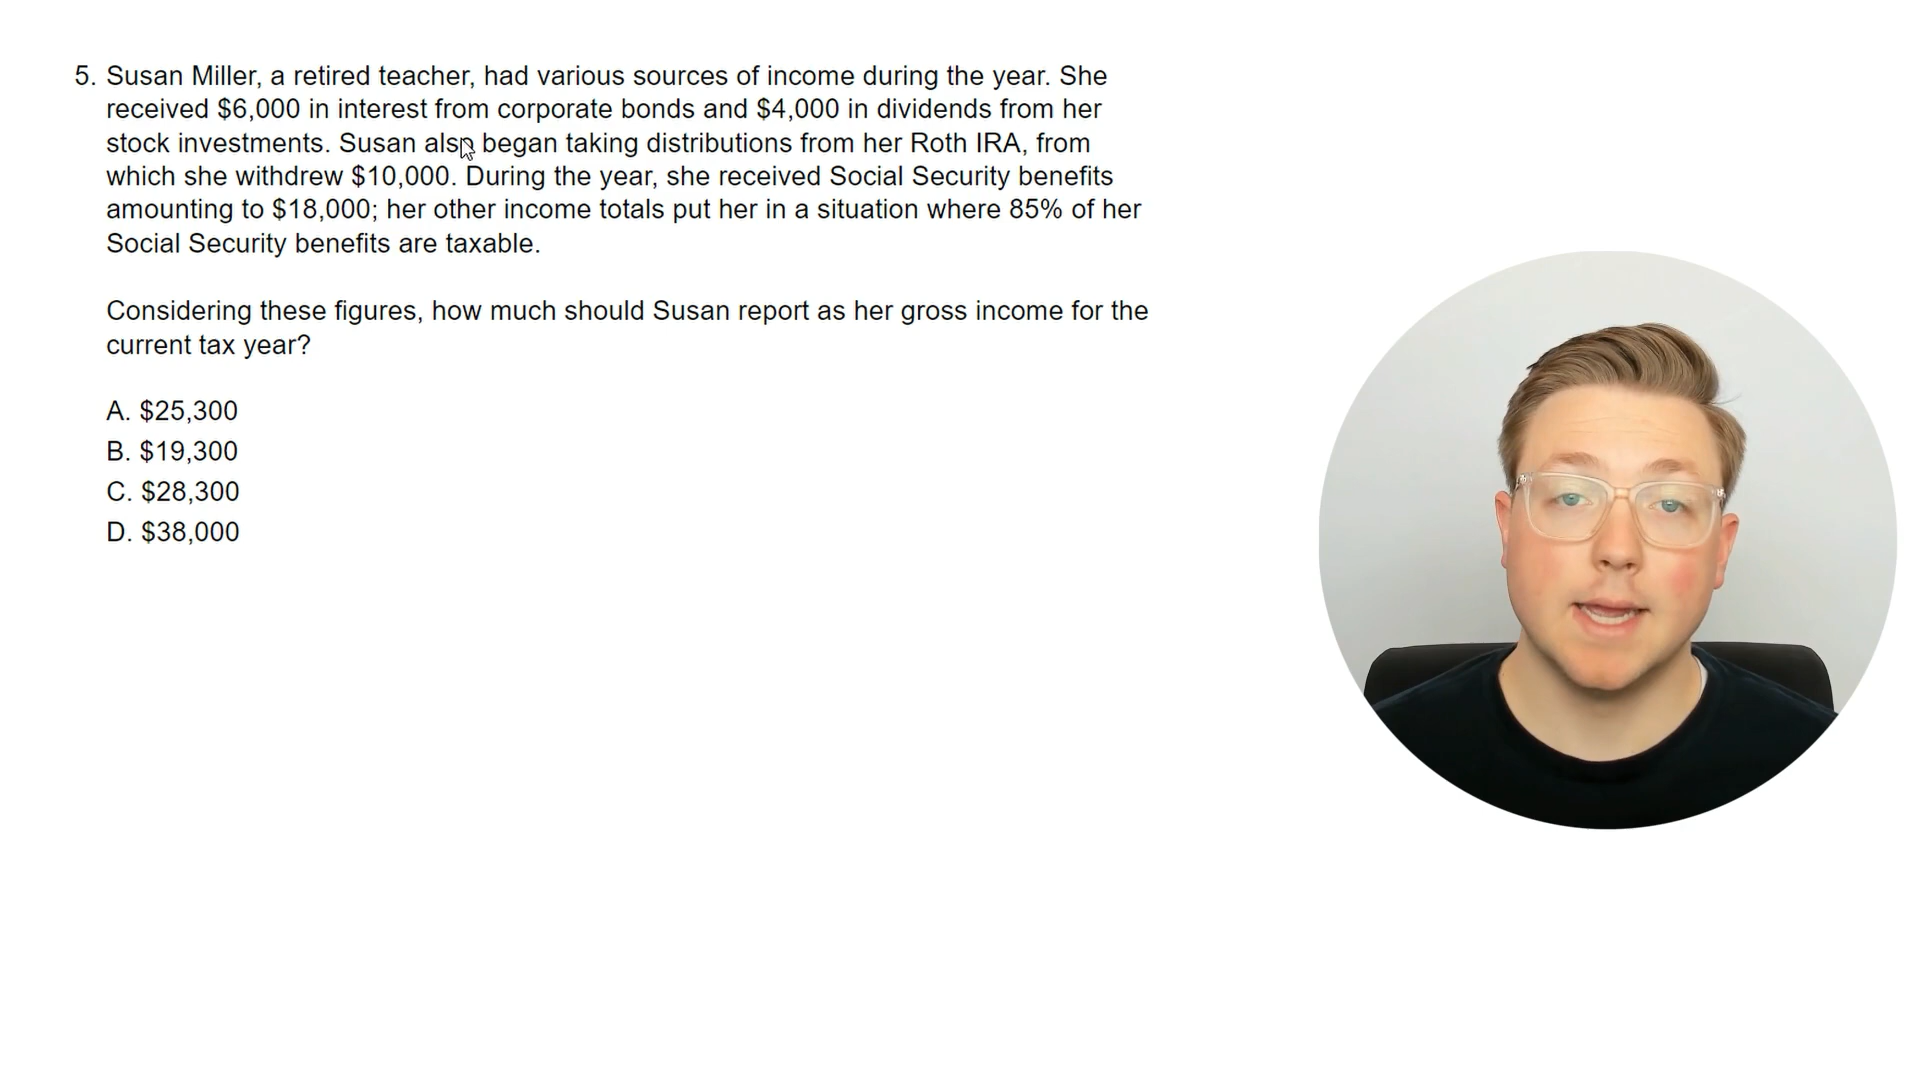 5. Susan Miller, a retired teacher, had various sources of income during the year. She
received $6,000 in interest from corporate bonds and $4,000 in dividends from her
stock investments. Susan also began taking distributions from her Roth IRA, from
which she withdrew $10,000. During the year, she received Social Security benefits
amounting to $18,000; her other income totals put her in a situation where 85% of her
Social Security benefits are taxable.
Considering these figures, how much should Susan report as her gross income for the
current tax year?
A. $25,300
B. $19,300
C. $28,300
D. $38,000